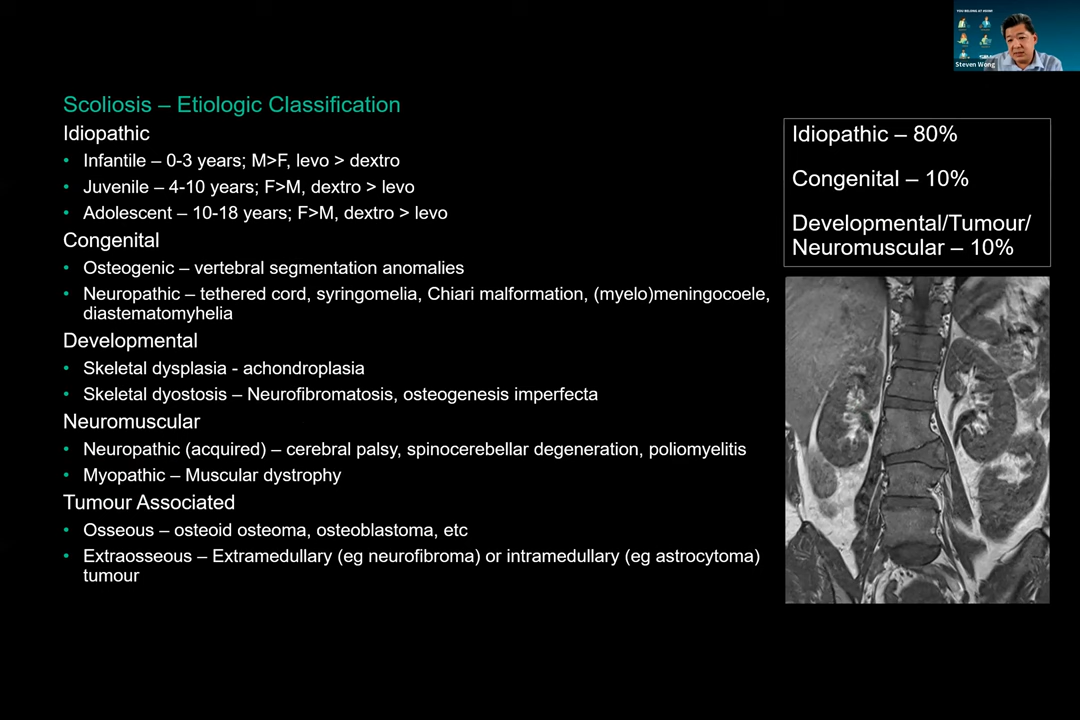 YOU BELONG AT WORK!
Steven Wong
Scoliosis – Etiologic Classification
Idiopathic
• Infantile – 0-3 years; M>F, levo > dextro
• Juvenile – 4-10 years; F>M, dextro > levo
• Adolescent – 10-18 years; F>M, dextro > levo
Congenital
• Osteogenic – vertebral segmentation anomalies
• Neuropathic – tethered cord, syringomelia, Chiari malformation, (myelo)meningocoele,
diastematomyhelia
Developmental
• Skeletal dysplasia - achondroplasia
• Skeletal dyostosis – Neurofibromatosis, osteogenesis imperfecta
Neuromuscular
• Neuropathic (acquired) – cerebral palsy, spinocerebellar degeneration, poliomyelitis
• Myopathic – Muscular dystrophy
Tumour Associated
• Osseous – osteoid osteoma, osteoblastoma, etc
• Extraosseous – Extramedullary (eg neurofibroma) or intramedullary (eg astrocytoma)
tumour
Idiopathic – 80%
Congenital – 10%
Developmental/Tumour/
Neuromuscular – 10%